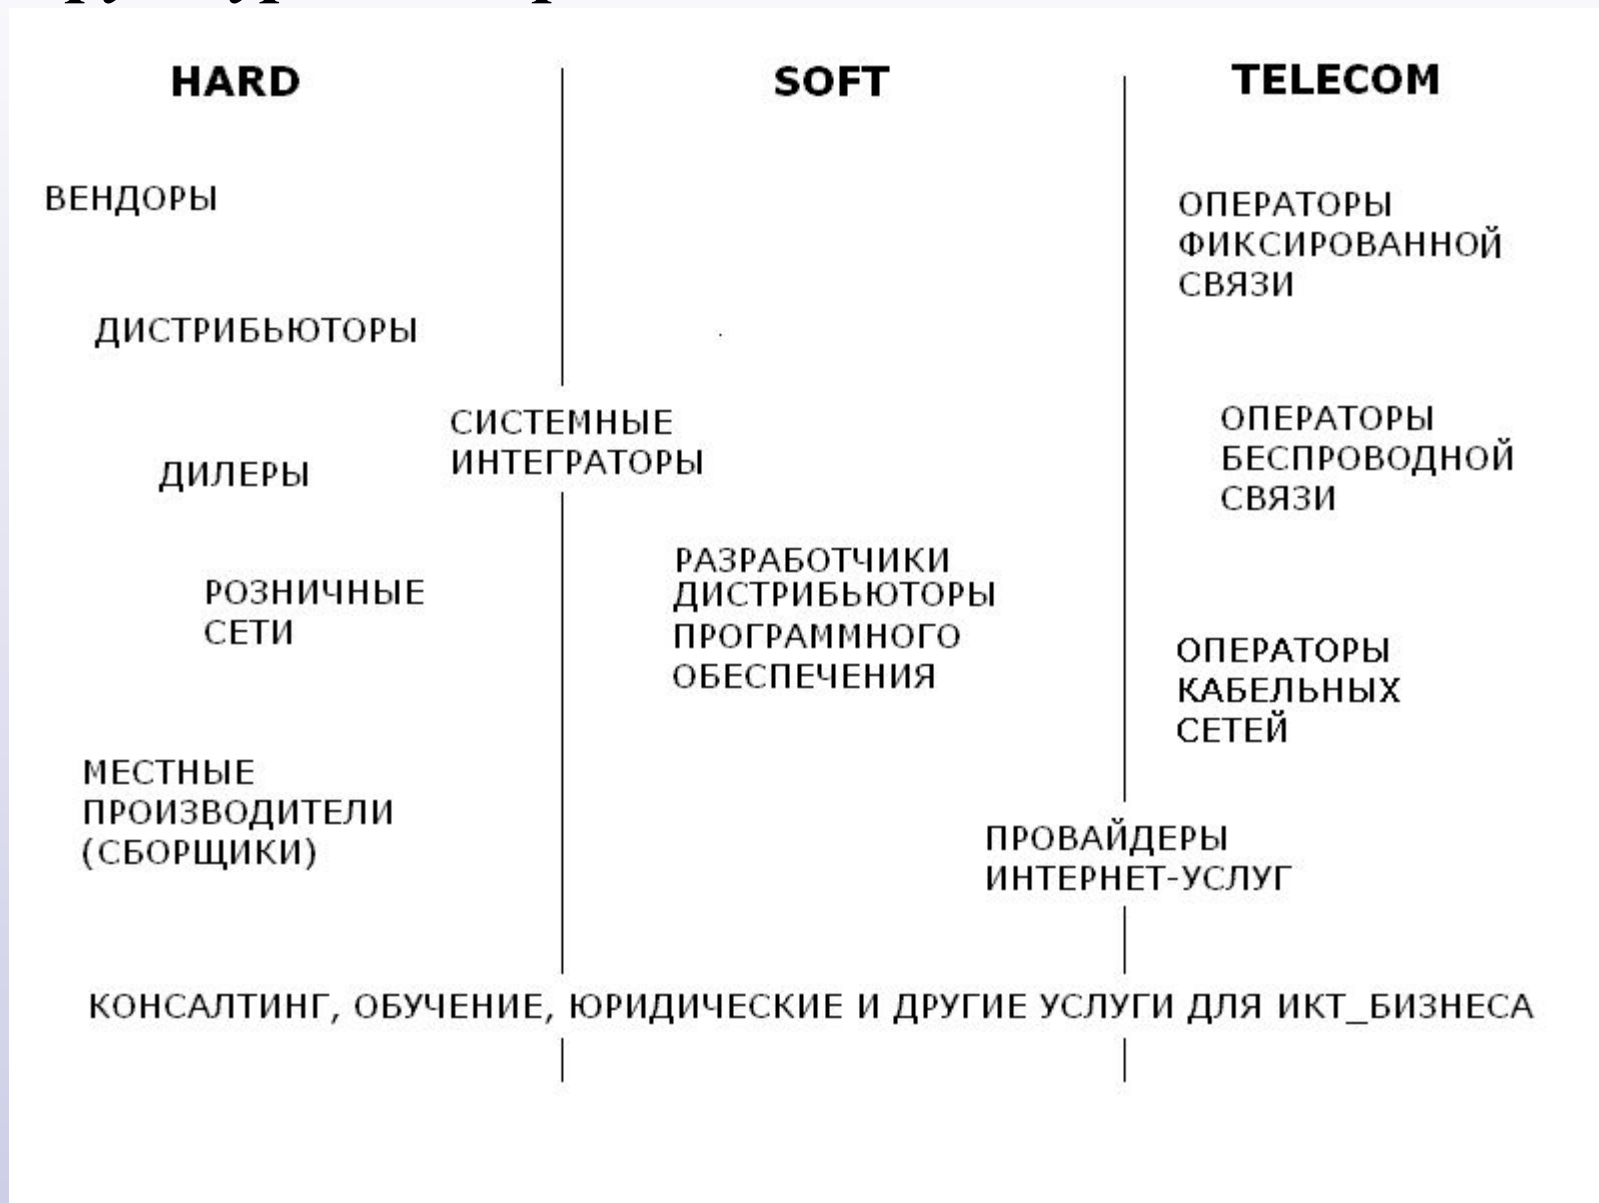 HARD
SOFT
TELECOM
ВЕНДОРЫ
ДИСТРИБЬЮТОРЫ
ДИЛЕРЫ
РОЗНИЧНЫЕ
СЕТИ
МЕСТНЫЕ
ПРОИЗВОДИТЕЛИ
(СБОРЩИКИ)
СИСТЕМНЫЕ
ИНТЕГРАТОРЫ
РАЗРАБОТЧИКИ
ДИСТРИБЬЮТОРЫ
ПРОГРАММНОГО
ОБЕСПЕЧЕНИЯ
ОПЕРАТОРЫ
ФИКСИРОВАННОЙ
СВЯЗИ
ОПЕРАТОРЫ
БЕСПРОВОДНОЙ
СВЯЗИ
ОПЕРАТОРЫ
КАБЕЛЬНЫХ
СЕТЕЙ
ПРОВАЙДЕРЫ
ИНТЕРНЕТ-УСЛУГ
КОНСАЛТИНГ, ОБУЧЕНИЕ, ЮРИДИЧЕСКИЕ И ДРУГИЕ УСЛУГИ ДЛЯ ИКТ_БИЗНЕСА